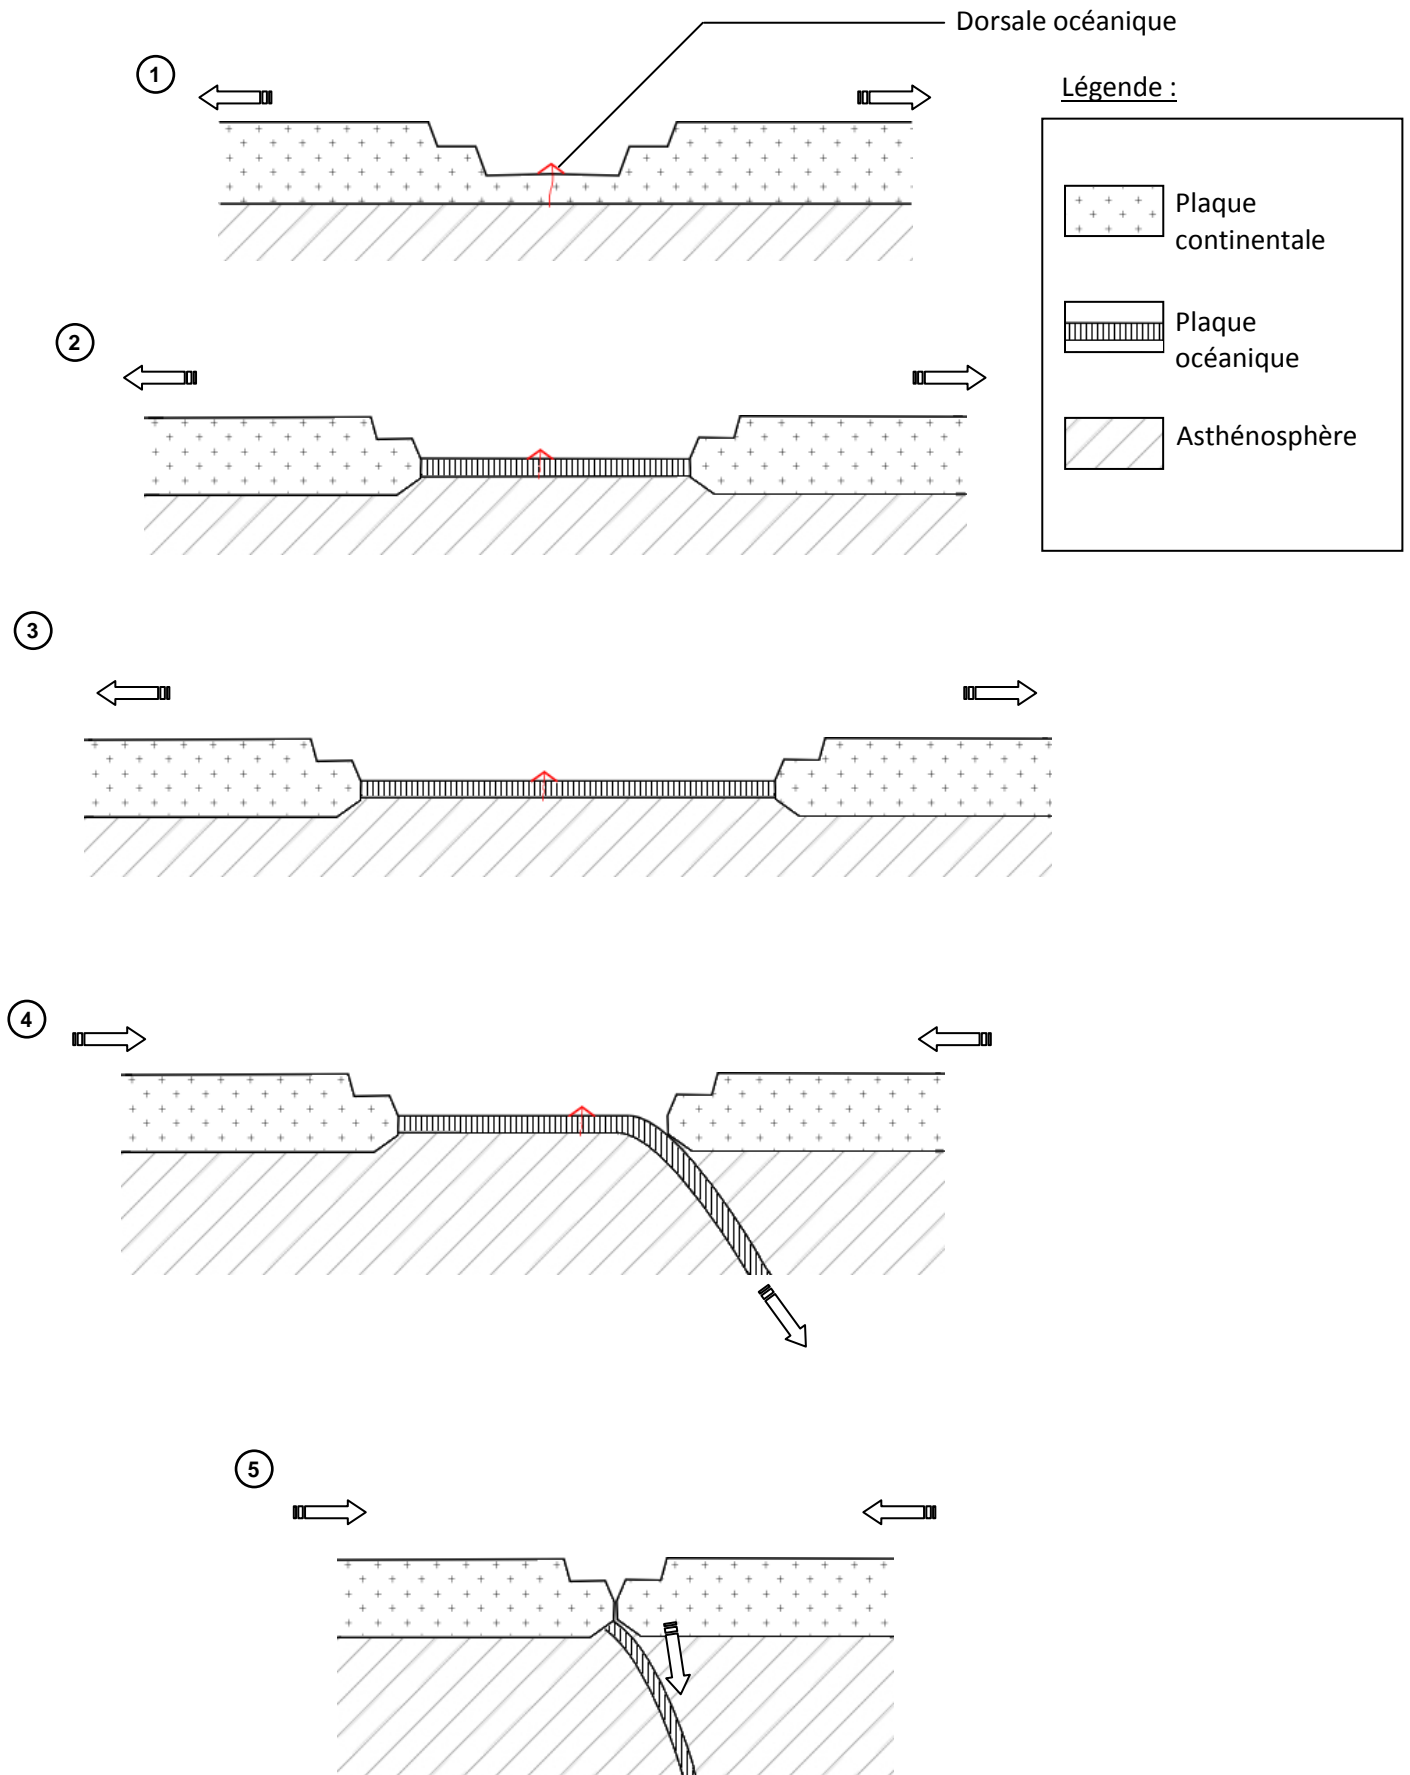 Dorsale océanique
1
Légende :
Plaque
continentale
Plaque
océanique
Asthénosphère
2
3
4
5